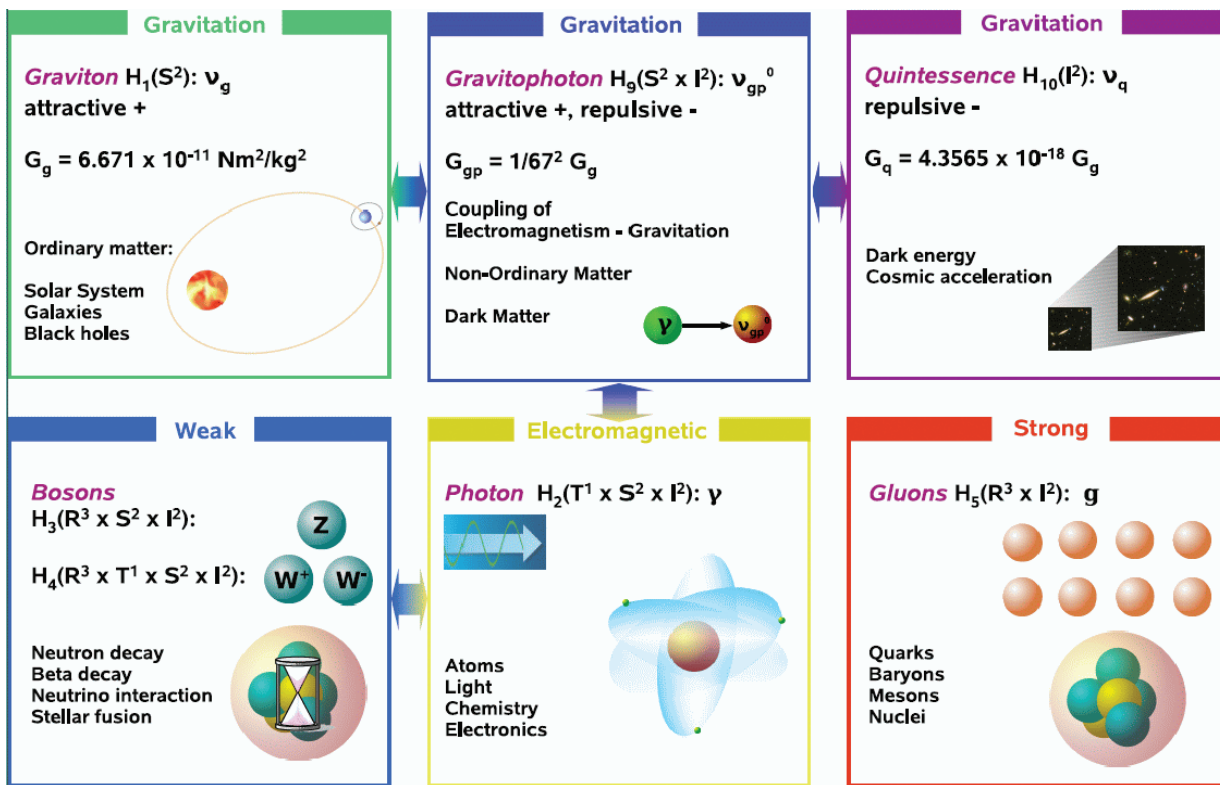 Gravitation
Graviton H₁(S²): νg
attractive +
Gg = 6.671 x 10⁻¹¹ Nm²/kg²
Ordinary matter:
Solar System
Galaxies
Black holes
Gravitation
Gravitophoton H₉(S² x I²): νgp⁰
attractive +, repulsive -
Ggp = 1/67² Gg
Coupling of
Electromagnetism - Gravitation
Non-Ordinary Matter
Dark Matter
γ
νgp⁰
Gravitation
Quintessence H₁₀(I²): νq
repulsive -
Gq = 4.3565 x 10⁻¹⁸ Gg
Dark energy
Cosmic acceleration
Weak
Bosons
H₃(R³ x S² x I²):
Z
H₄(R³ x T¹ x S² x I²):
W⁺ W⁻
Neutron decay
Beta decay
Neutrino interaction
Stellar fusion
Electromagnetic
Photon H₂(T¹ x S² x I²): γ
Atoms
Light
Chemistry
Electronics
Strong
Gluons H₅(R³ x I²): g
Quarks
Baryons
Mesons
Nuclei